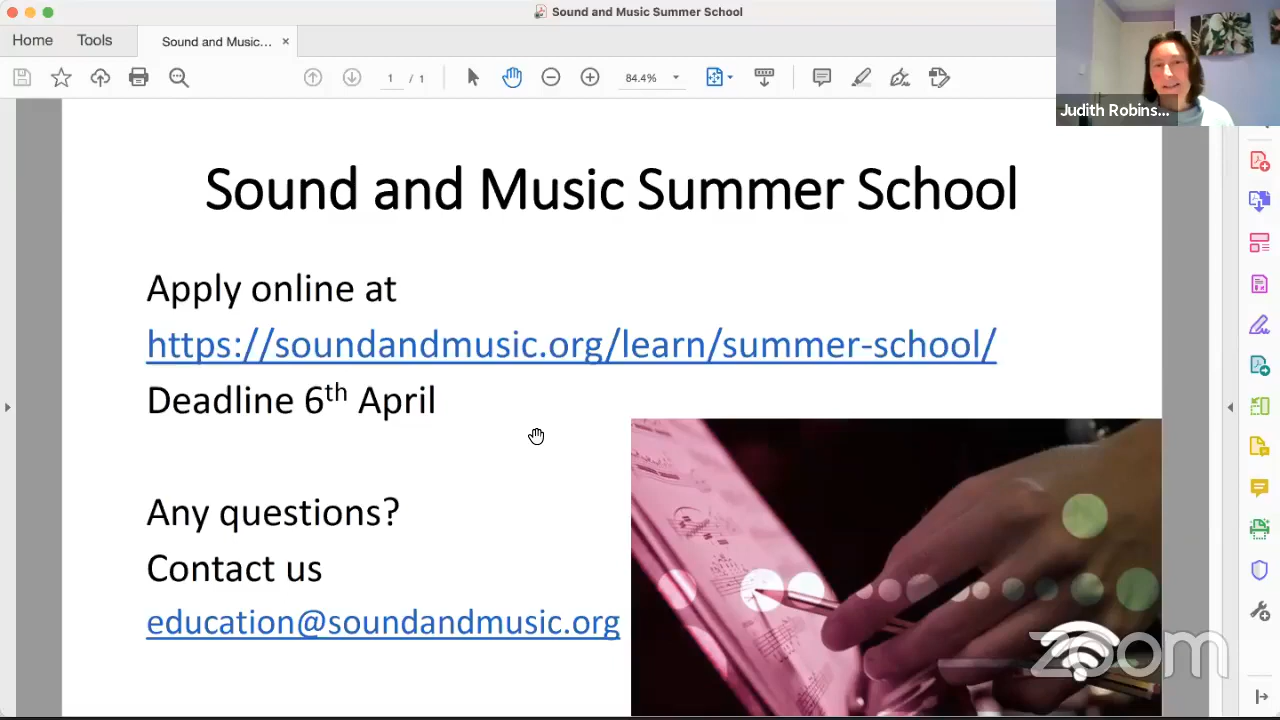 Sound and Music Summer School
Home
Tools
Sound and Music...
1 / 1
84.4%
Judith Robins...
Sound and Music Summer School
Apply online at
https://soundandmusic.org/learn/summer-school/
Deadline 6th April
Any questions?
Contact us
education@soundandmusic.org
zoom